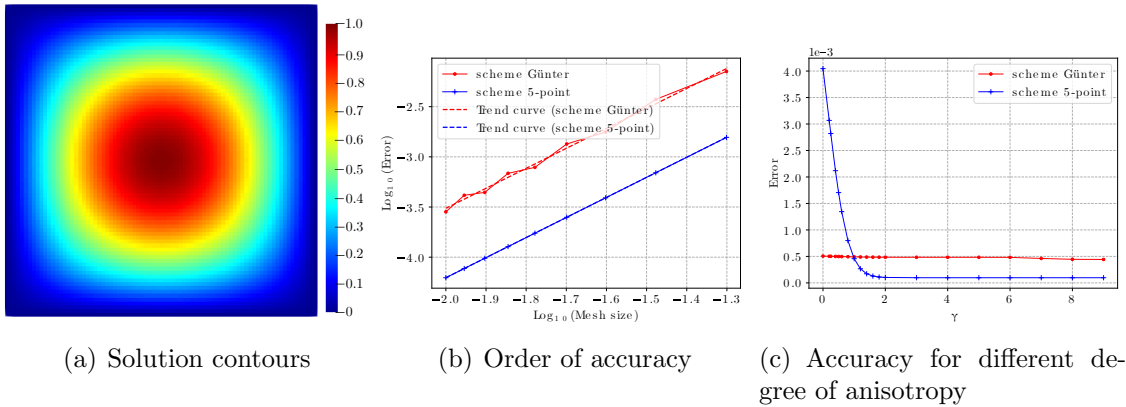 1.0
0.9
0.8
0.7
0.6
0.5
0.4
0.3
0.2
0.1
0
(a) Solution contours
scheme Günter
scheme 5-point
Trend curve (scheme Günter)
Trend curve (scheme 5-point)
−2.5
−3.0
−3.5
−4.0
Log10(Error)
−2.0 −1.9 −1.8 −1.7 −1.6 −1.5 −1.4 −1.3
Log10(Mesh size)
(b) Order of accuracy
1e−3
scheme Günter
scheme 5-point
4.0
3.5
3.0
2.5
2.0
1.5
1.0
0.5
0.0
Error
0 2 4 6 8
γ
(c) Accuracy for different de-
gree of anisotropy